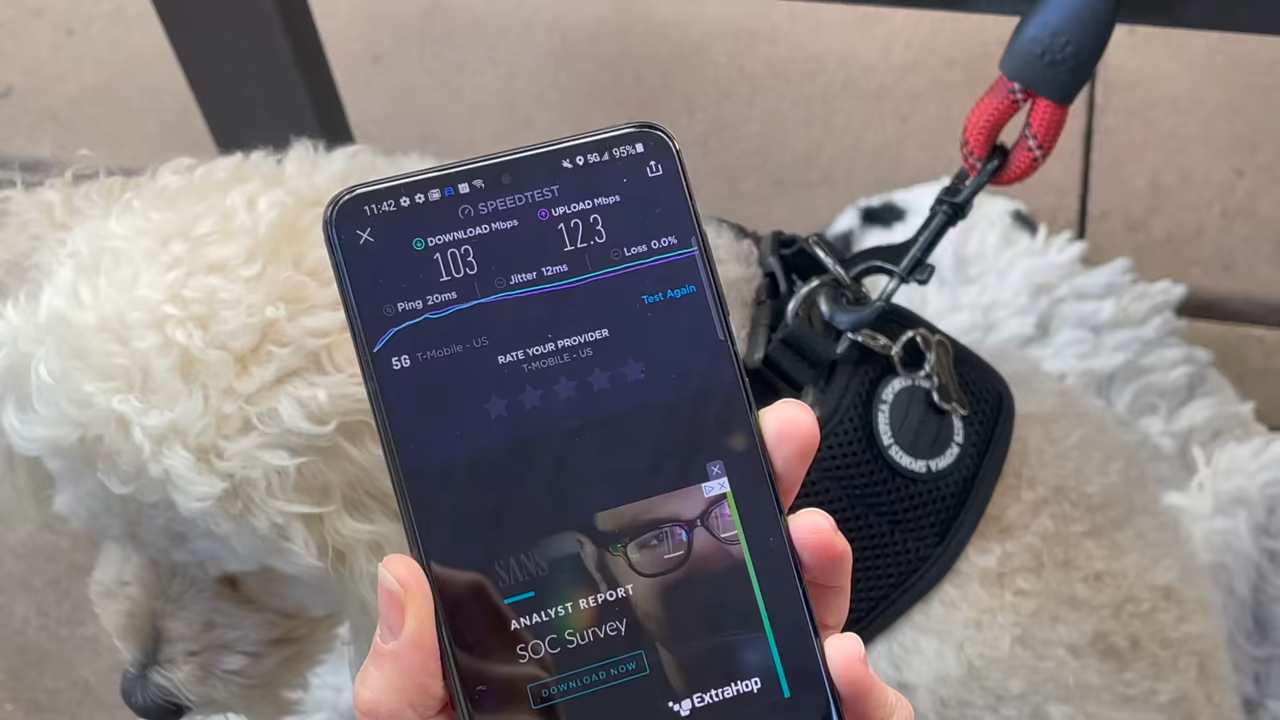 11:42 5G 95%
SPEEDTEST
DOWNLOAD Mbps
103
UPLOAD Mbps
12.3
Ping 20ms
Jitter 12ms
Loss 0.0%
Test Again
5G T-Mobile - US
RATE YOUR PROVIDER
T-MOBILE - US
SANS
ANALYST REPORT
SOC Survey
DOWNLOAD NOW
ExtraHop